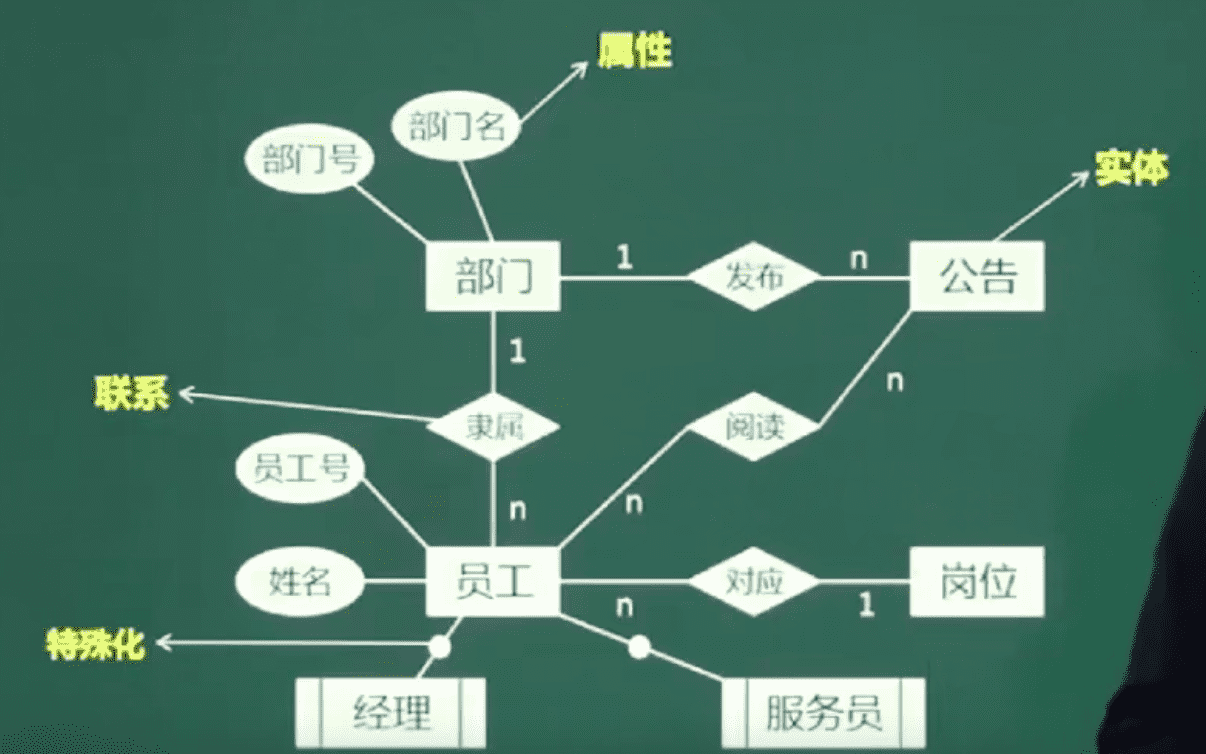 属性
部门名
部门号
实体
部门
1
发布
n
公告
1
n
联系
隶属
阅读
员工号
n
n
姓名
员工
对应
岗位
n
1
特殊化
经理
服务员